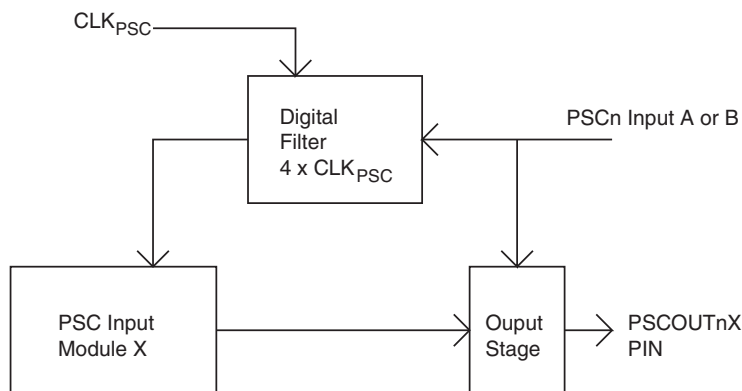 CLKPSC
Digital
Filter
4 x CLKPSC
PSCn Input A or B
PSC Input
Module X
Ouput
Stage
PSCOUTnX
PIN